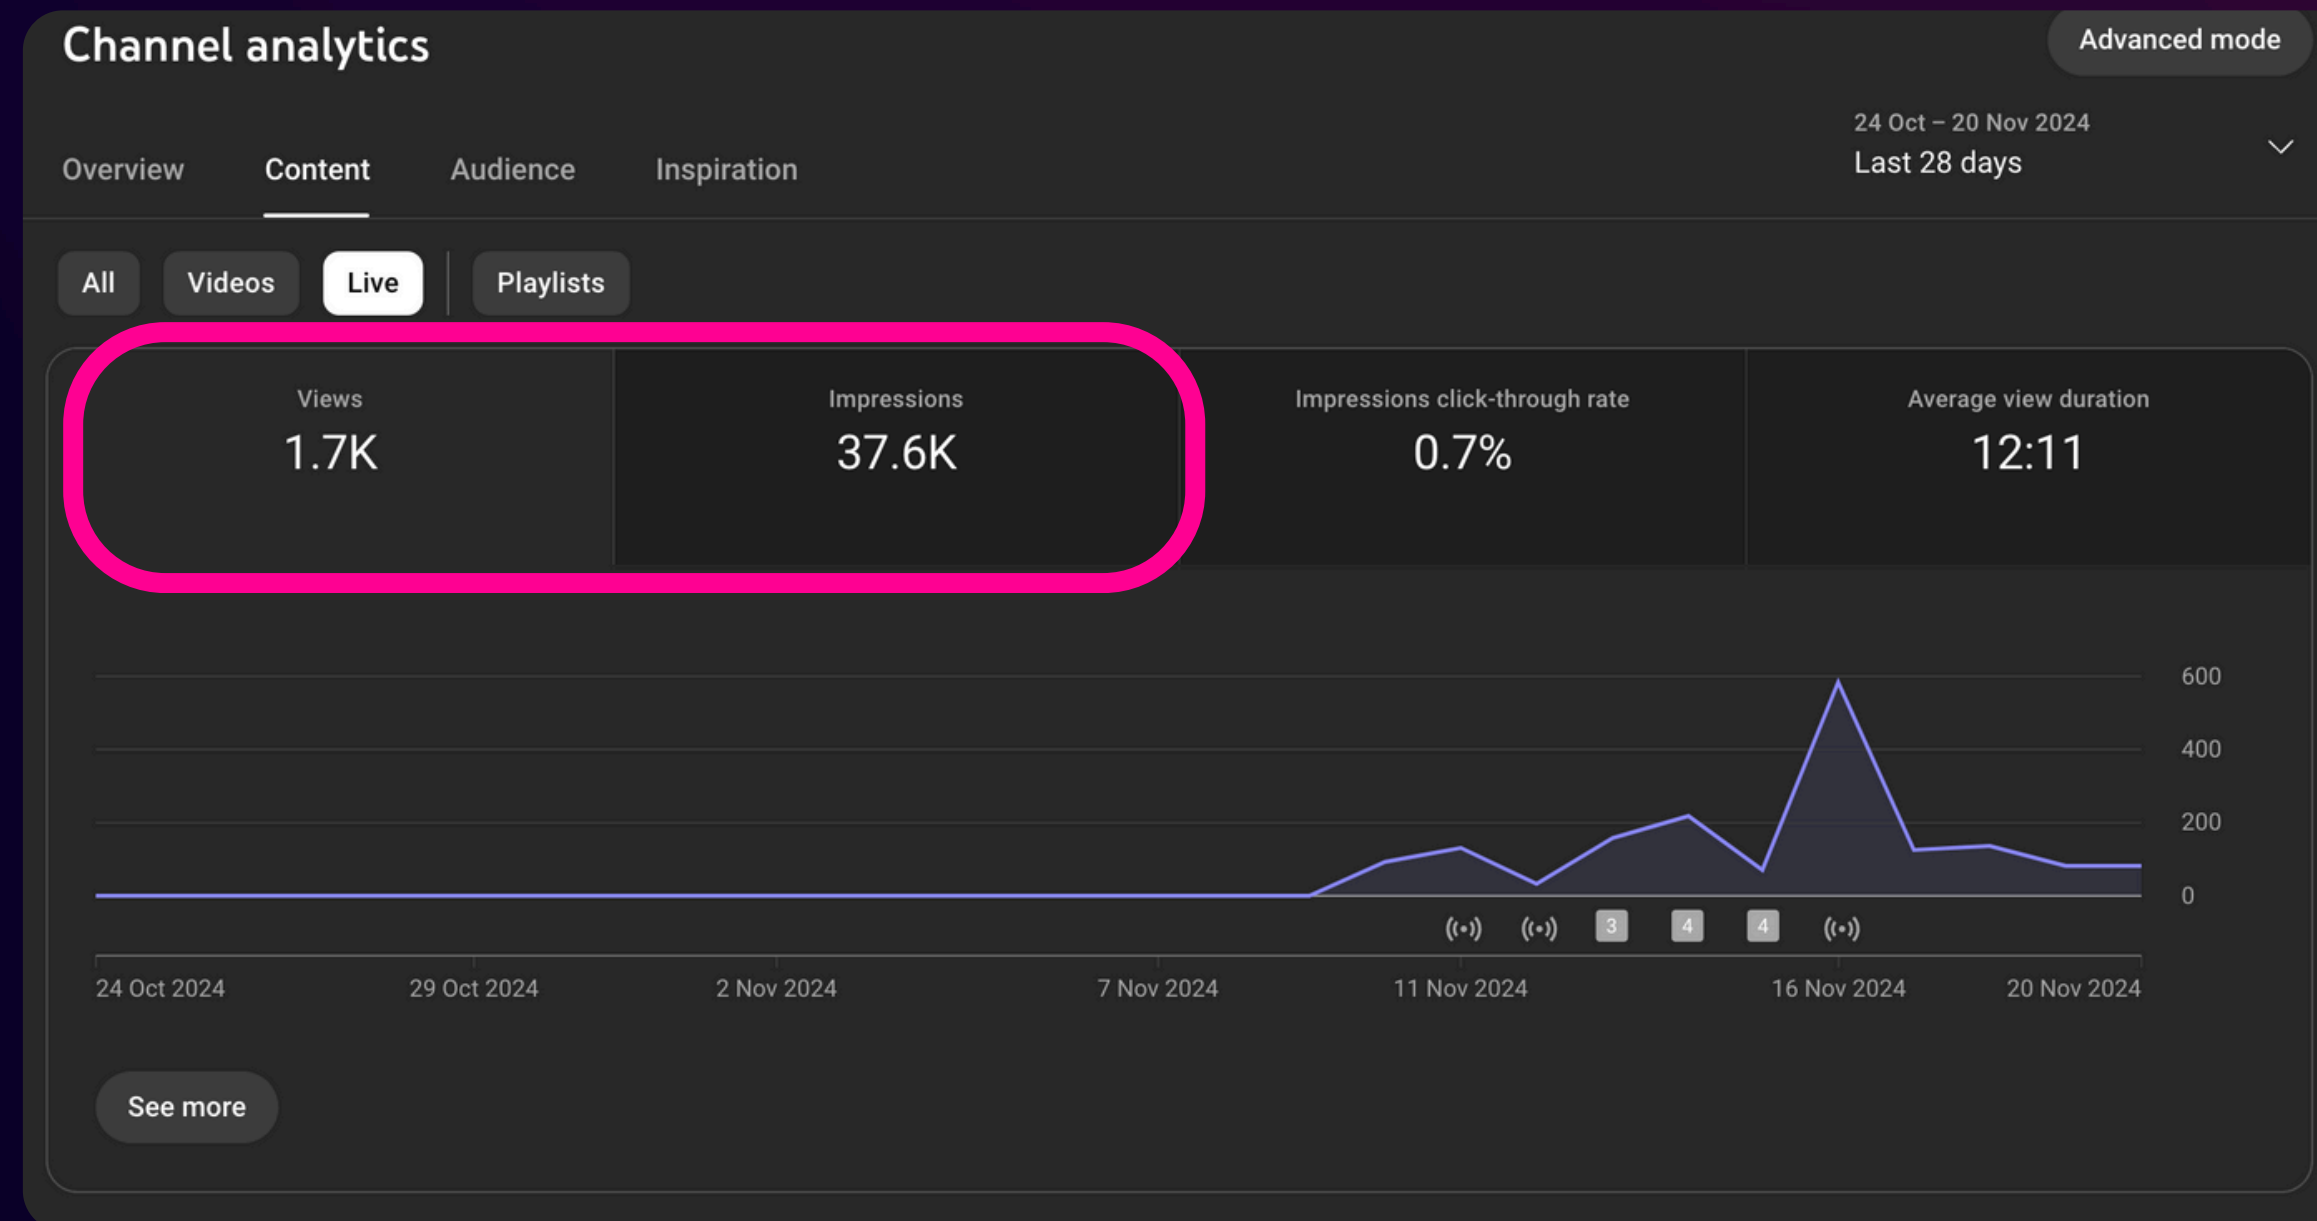 Channel analytics
Advanced mode
24 Oct – 20 Nov 2024
Last 28 days
Overview Content Audience Inspiration
All Videos Live Playlists
Views Impressions Impressions click-through rate Average view duration
1.7K 37.6K 0.7% 12:11
600
400
200
0
3 4 4
24 Oct 2024 29 Oct 2024 2 Nov 2024 7 Nov 2024 11 Nov 2024 16 Nov 2024 20 Nov 2024
See more